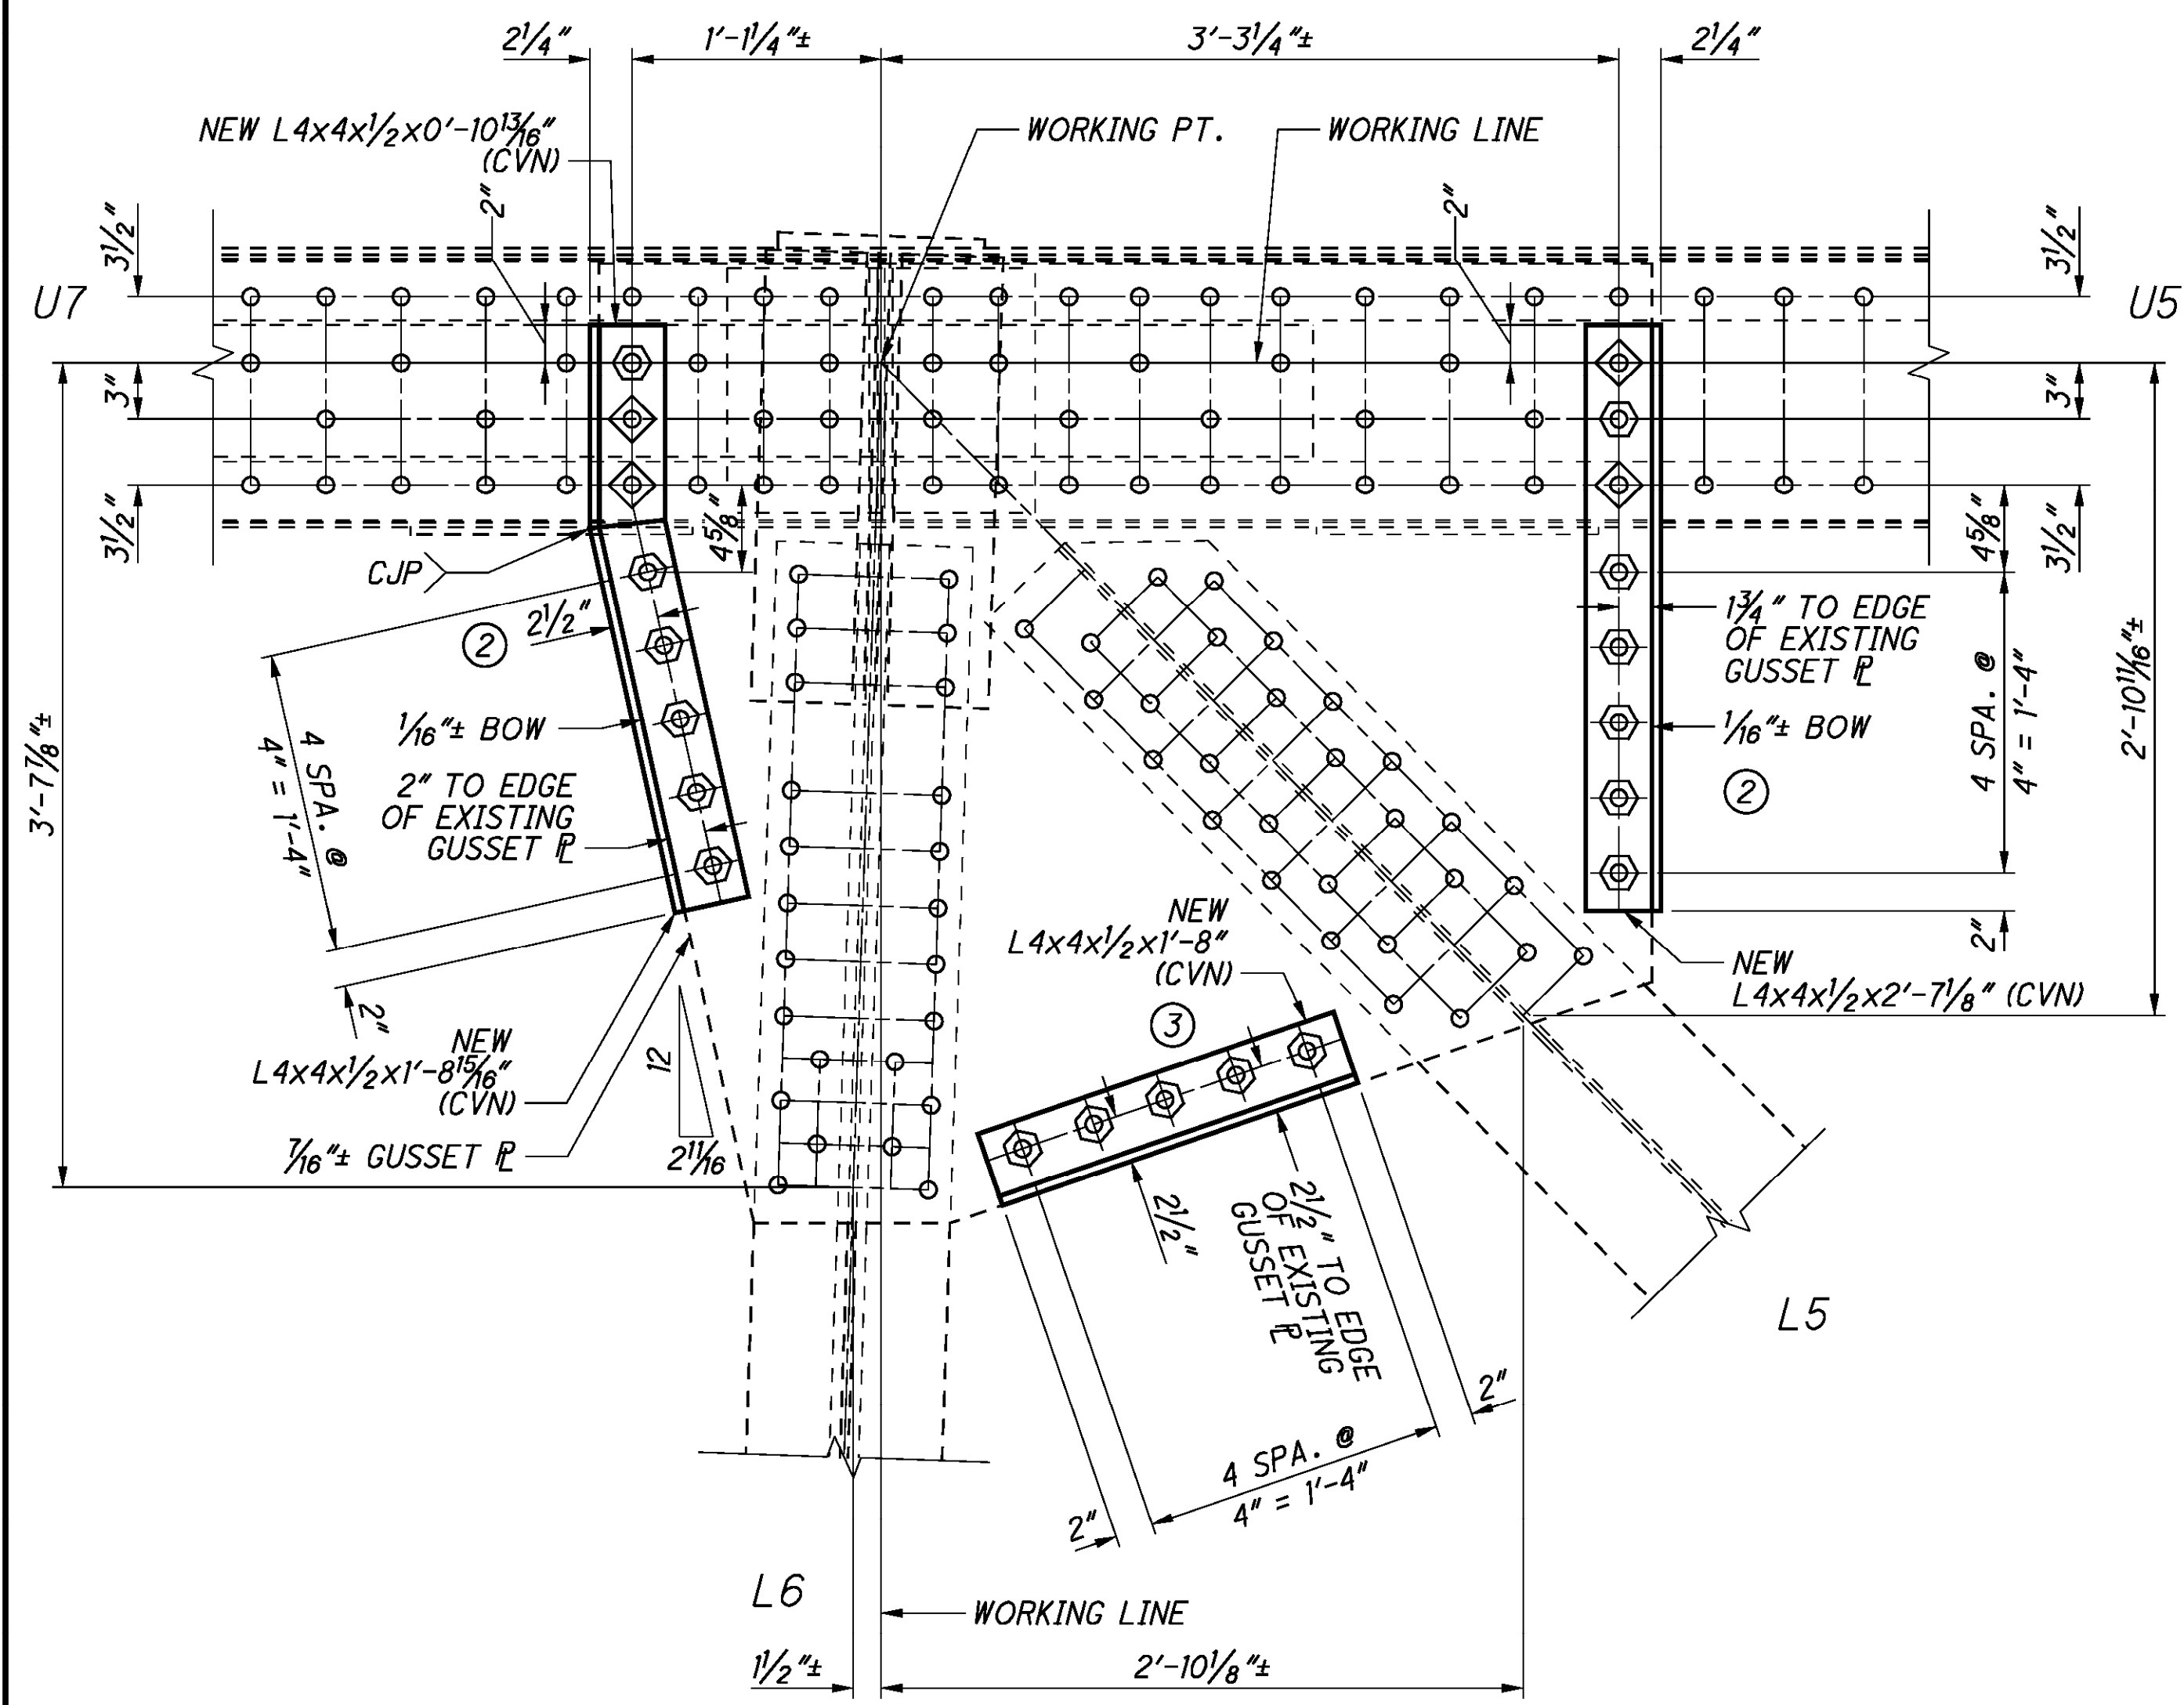 2 1/4"
1'-1 1/4"±
3'-3 1/4"±
2 1/4"
NEW L4x4x1/2x0'-10 13/16"
(CVN)
WORKING PT.
WORKING LINE
2"
2"
3 1/2"
3 1/2"
U7
U5
3"
3"
3 1/2"
4 5/8"
4 5/8"
3 1/2"
CJP
2 1/2"
2
1 3/4" TO EDGE
OF EXISTING
GUSSET PL
1/16"± BOW
1/16"± BOW
2
4 SPA. @
4" = 1'-4"
2'-10 11/16"±
3'-7 7/8"±
4 SPA. @
4" = 1'-4"
2" TO EDGE
OF EXISTING
GUSSET PL
2"
NEW
L4x4x1/2x1'-8"
(CVN)
3
2"
NEW
L4x4x1/2x2'-7 1/8" (CVN)
NEW
L4x4x1/2x1'-8 15/16"
(CVN)
12
2 11/16
7/16"± GUSSET PL
2 1/2"
2 1/2" TO EDGE
OF EXISTING
GUSSET PL
L5
2"
4 SPA. @
4" = 1'-4"
2"
L6
WORKING LINE
1 1/2"±
2'-10 1/8"±